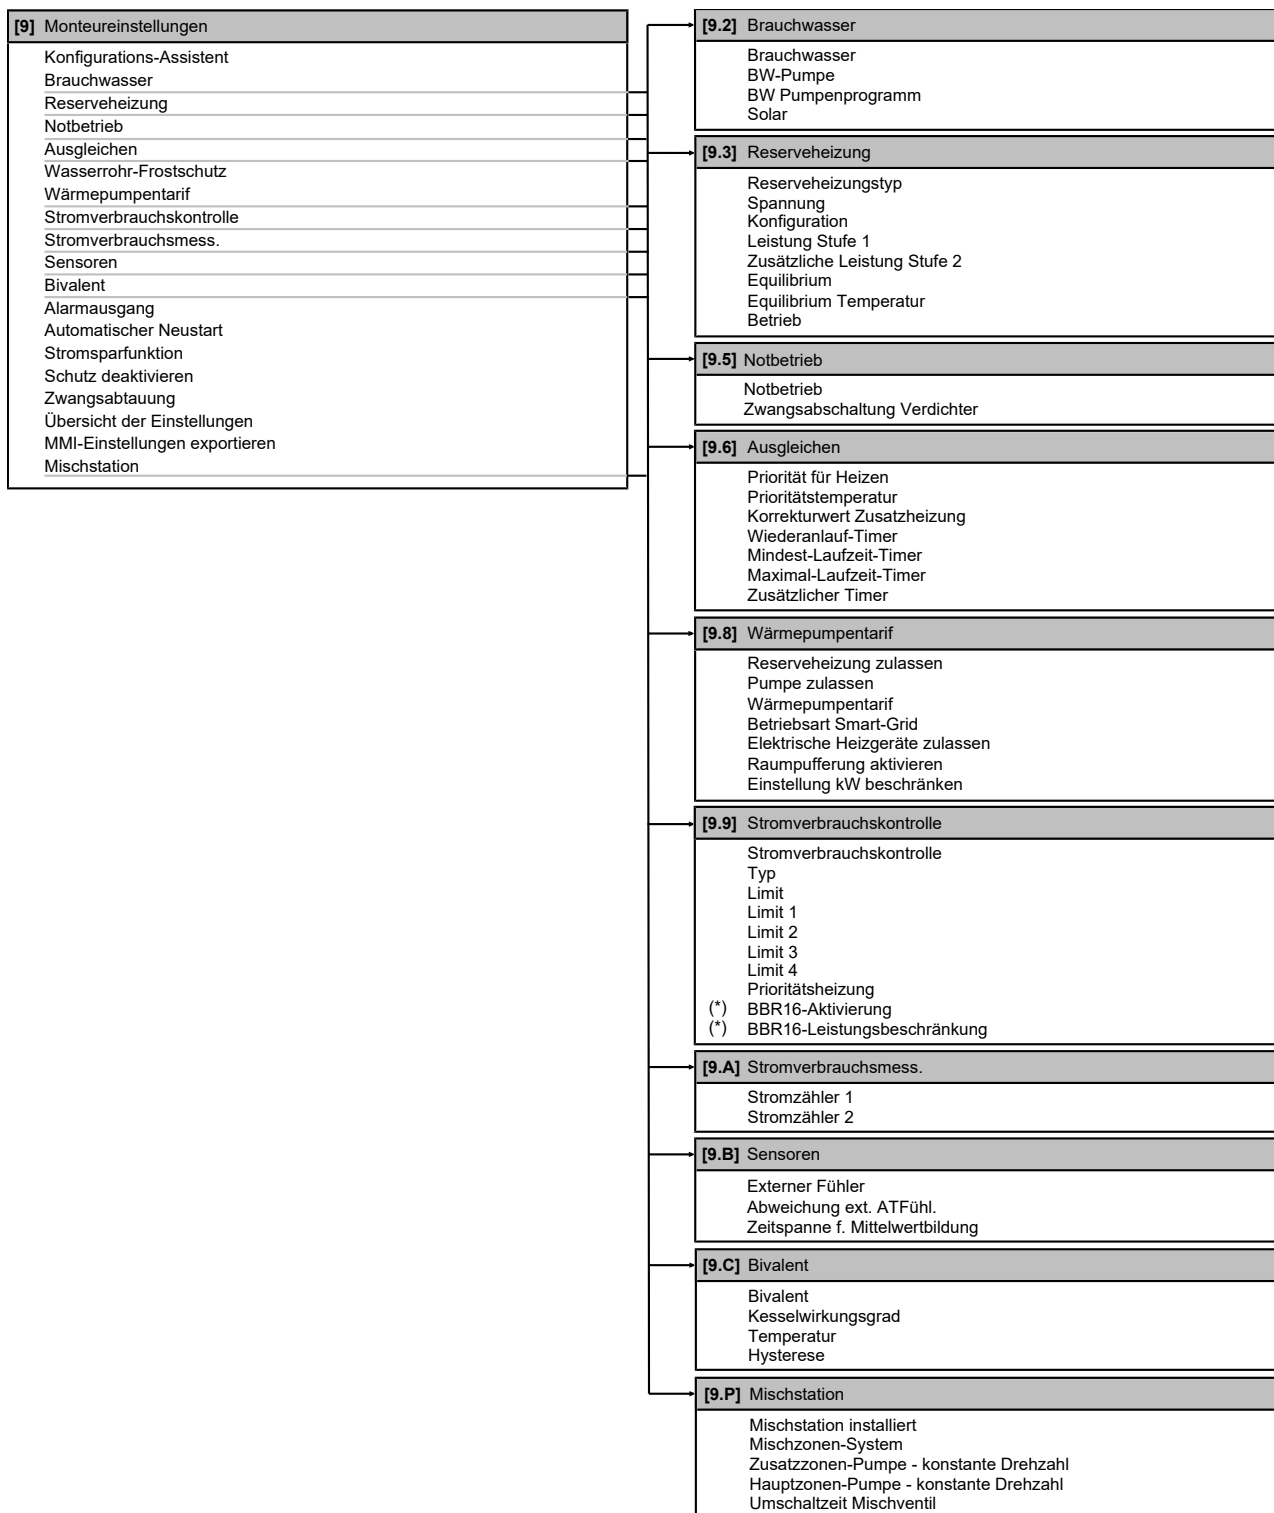 [9] Monteureinstellungen
Konfigurations-Assistent
Brauchwasser
Reserveheizung
Notbetrieb
Ausgleichen
Wasserrohr-Frostschutz
Wärmepumpentarif
Stromverbrauchskontrolle
Stromverbrauchsmess.
Sensoren
Bivalent
Alarmausgang
Automatischer Neustart
Stromsparfunktion
Schutz deaktivieren
Zwangsabtauung
Übersicht der Einstellungen
MMI-Einstellungen exportieren
Mischstation
[9.2] Brauchwasser
Brauchwasser
BW-Pumpe
BW Pumpenprogramm
Solar
[9.3] Reserveheizung
Reserveheizungstyp
Spannung
Konfiguration
Leistung Stufe 1
Zusätzliche Leistung Stufe 2
Equilibrium
Equilibrium Temperatur
Betrieb
[9.5] Notbetrieb
Notbetrieb
Zwangsabschaltung Verdichter
[9.6] Ausgleichen
Priorität für Heizen
Prioritätstemperatur
Korrekturwert Zusatzheizung
Wiederanlauf-Timer
Mindest-Laufzeit-Timer
Maximal-Laufzeit-Timer
Zusätzlicher Timer
[9.8] Wärmepumpentarif
Reserveheizung zulassen
Pumpe zulassen
Wärmepumpentarif
Betriebsart Smart-Grid
Elektrische Heizgeräte zulassen
Raumpufferung aktivieren
Einstellung kW beschränken
[9.9] Stromverbrauchskontrolle
Stromverbrauchskontrolle
Typ
Limit
Limit 1
Limit 2
Limit 3
Limit 4
Prioritätsheizung
(*) BBR16-Aktivierung
(*) BBR16-Leistungsbeschränkung
[9.A] Stromverbrauchsmess.
Stromzähler 1
Stromzähler 2
[9.B] Sensoren
Externer Fühler
Abweichung ext. ATFühl.
Zeitspanne f. Mittelwertbildung
[9.C] Bivalent
Bivalent
Kesselwirkungsgrad
Temperatur
Hysterese
[9.P] Mischstation
Mischstation installiert
Mischzonen-System
Zusatzzonen-Pumpe - konstante Drehzahl
Hauptzonen-Pumpe - konstante Drehzahl
Umschaltzeit Mischventil